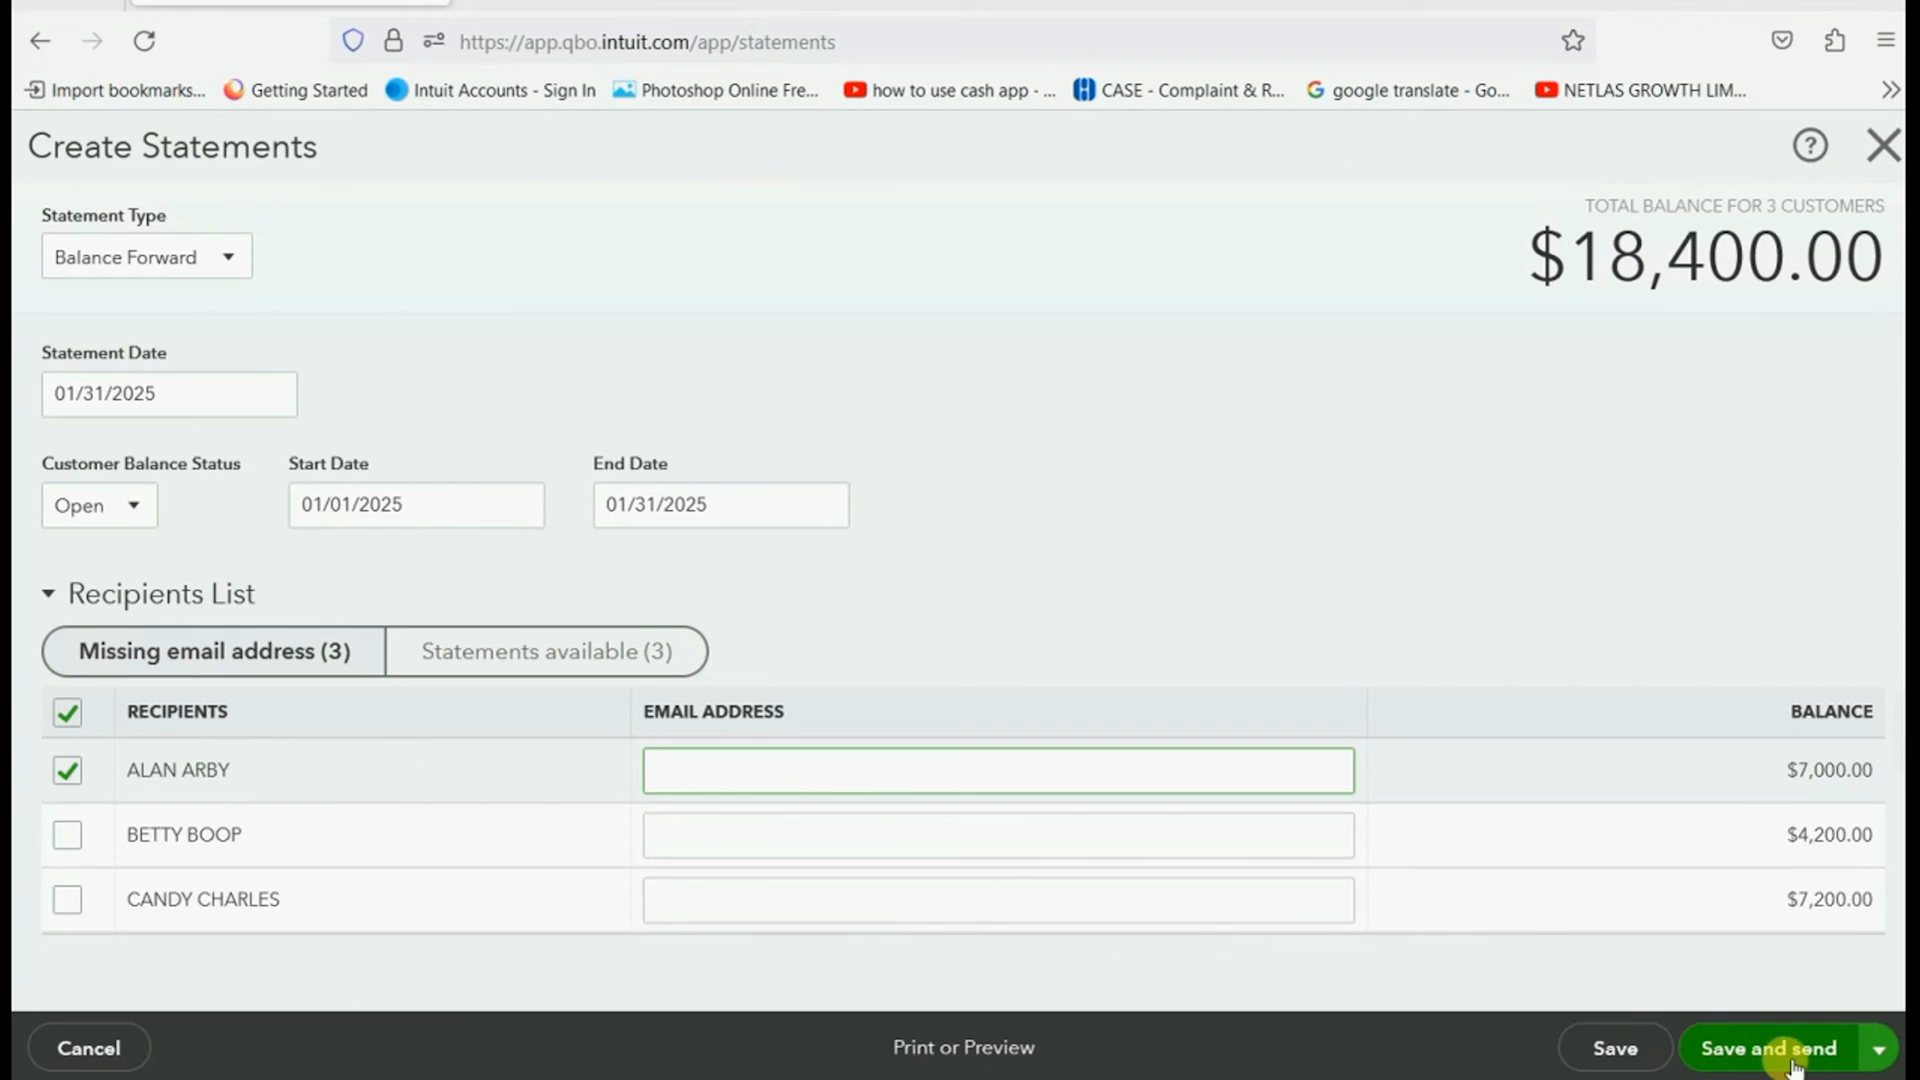 https://app.qbo.intuit.com/app/statements
Import bookmarks... Getting Started Intuit Accounts - Sign In Photoshop Online Fre... how to use cash app - ... CASE - Complaint & R... google translate - Go... NETLAS GROWTH LIM...
Create Statements
Statement Type
TOTAL BALANCE FOR 3 CUSTOMERS
Balance Forward
$18,400.00
Statement Date
01/31/2025
Customer Balance Status Start Date End Date
Open 01/01/2025 01/31/2025
Recipients List
Missing email address (3) Statements available (3)
RECIPIENTS EMAIL ADDRESS BALANCE
ALAN ARBY $7,000.00
BETTY BOOP $4,200.00
CANDY CHARLES $7,200.00
Cancel Print or Preview Save Save and send